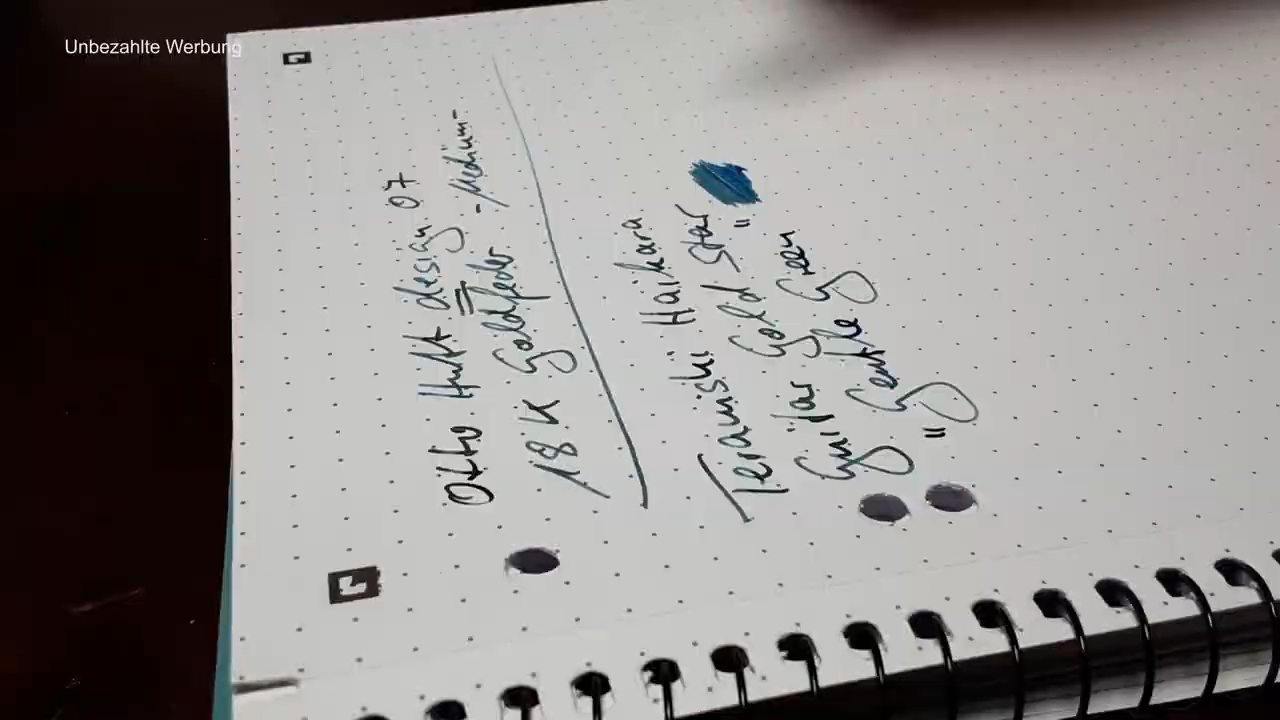 Unbezahlte Werbung
Otto Hutt design 07
18 K Goldfeder - Medium -
Teranishi Haikara
Guitar Gold Star
" Gentle Green "